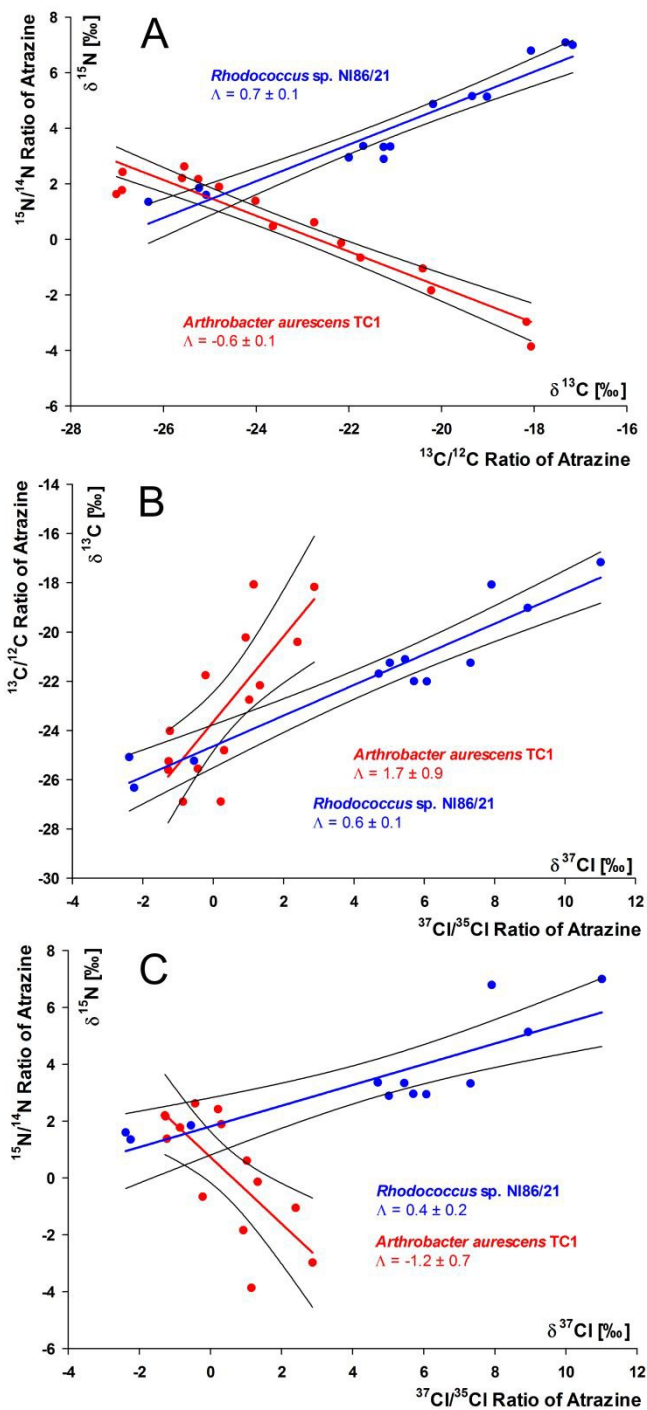 A
¹⁵N/¹⁴N Ratio of Atrazine
δ ¹⁵N [‰]
8
6
4
2
0
-2
-4
-6
Rhodococcus sp. NI86/21
Λ = 0.7 ± 0.1
Arthrobacter aurescens TC1
Λ = -0.6 ± 0.1
δ ¹³C [‰]
-28 -26 -24 -22 -20 -18 -16
¹³C/¹²C Ratio of Atrazine
B
¹³C/¹²C Ratio of Atrazine
δ ¹³C [‰]
-14
-16
-18
-20
-22
-24
-26
-28
-30
Arthrobacter aurescens TC1
Λ = 1.7 ± 0.9
Rhodococcus sp. NI86/21
Λ = 0.6 ± 0.1
δ ³⁷Cl [‰]
-4 -2 0 2 4 6 8 10 12
³⁷Cl/³⁵Cl Ratio of Atrazine
C
¹⁵N/¹⁴N Ratio of Atrazine
δ ¹⁵N [‰]
8
6
4
2
0
-2
-4
-6
Rhodococcus sp. NI86/21
Λ = 0.4 ± 0.2
Arthrobacter aurescens TC1
Λ = -1.2 ± 0.7
δ ³⁷Cl [‰]
-4 -2 0 2 4 6 8 10 12
³⁷Cl/³⁵Cl Ratio of Atrazine